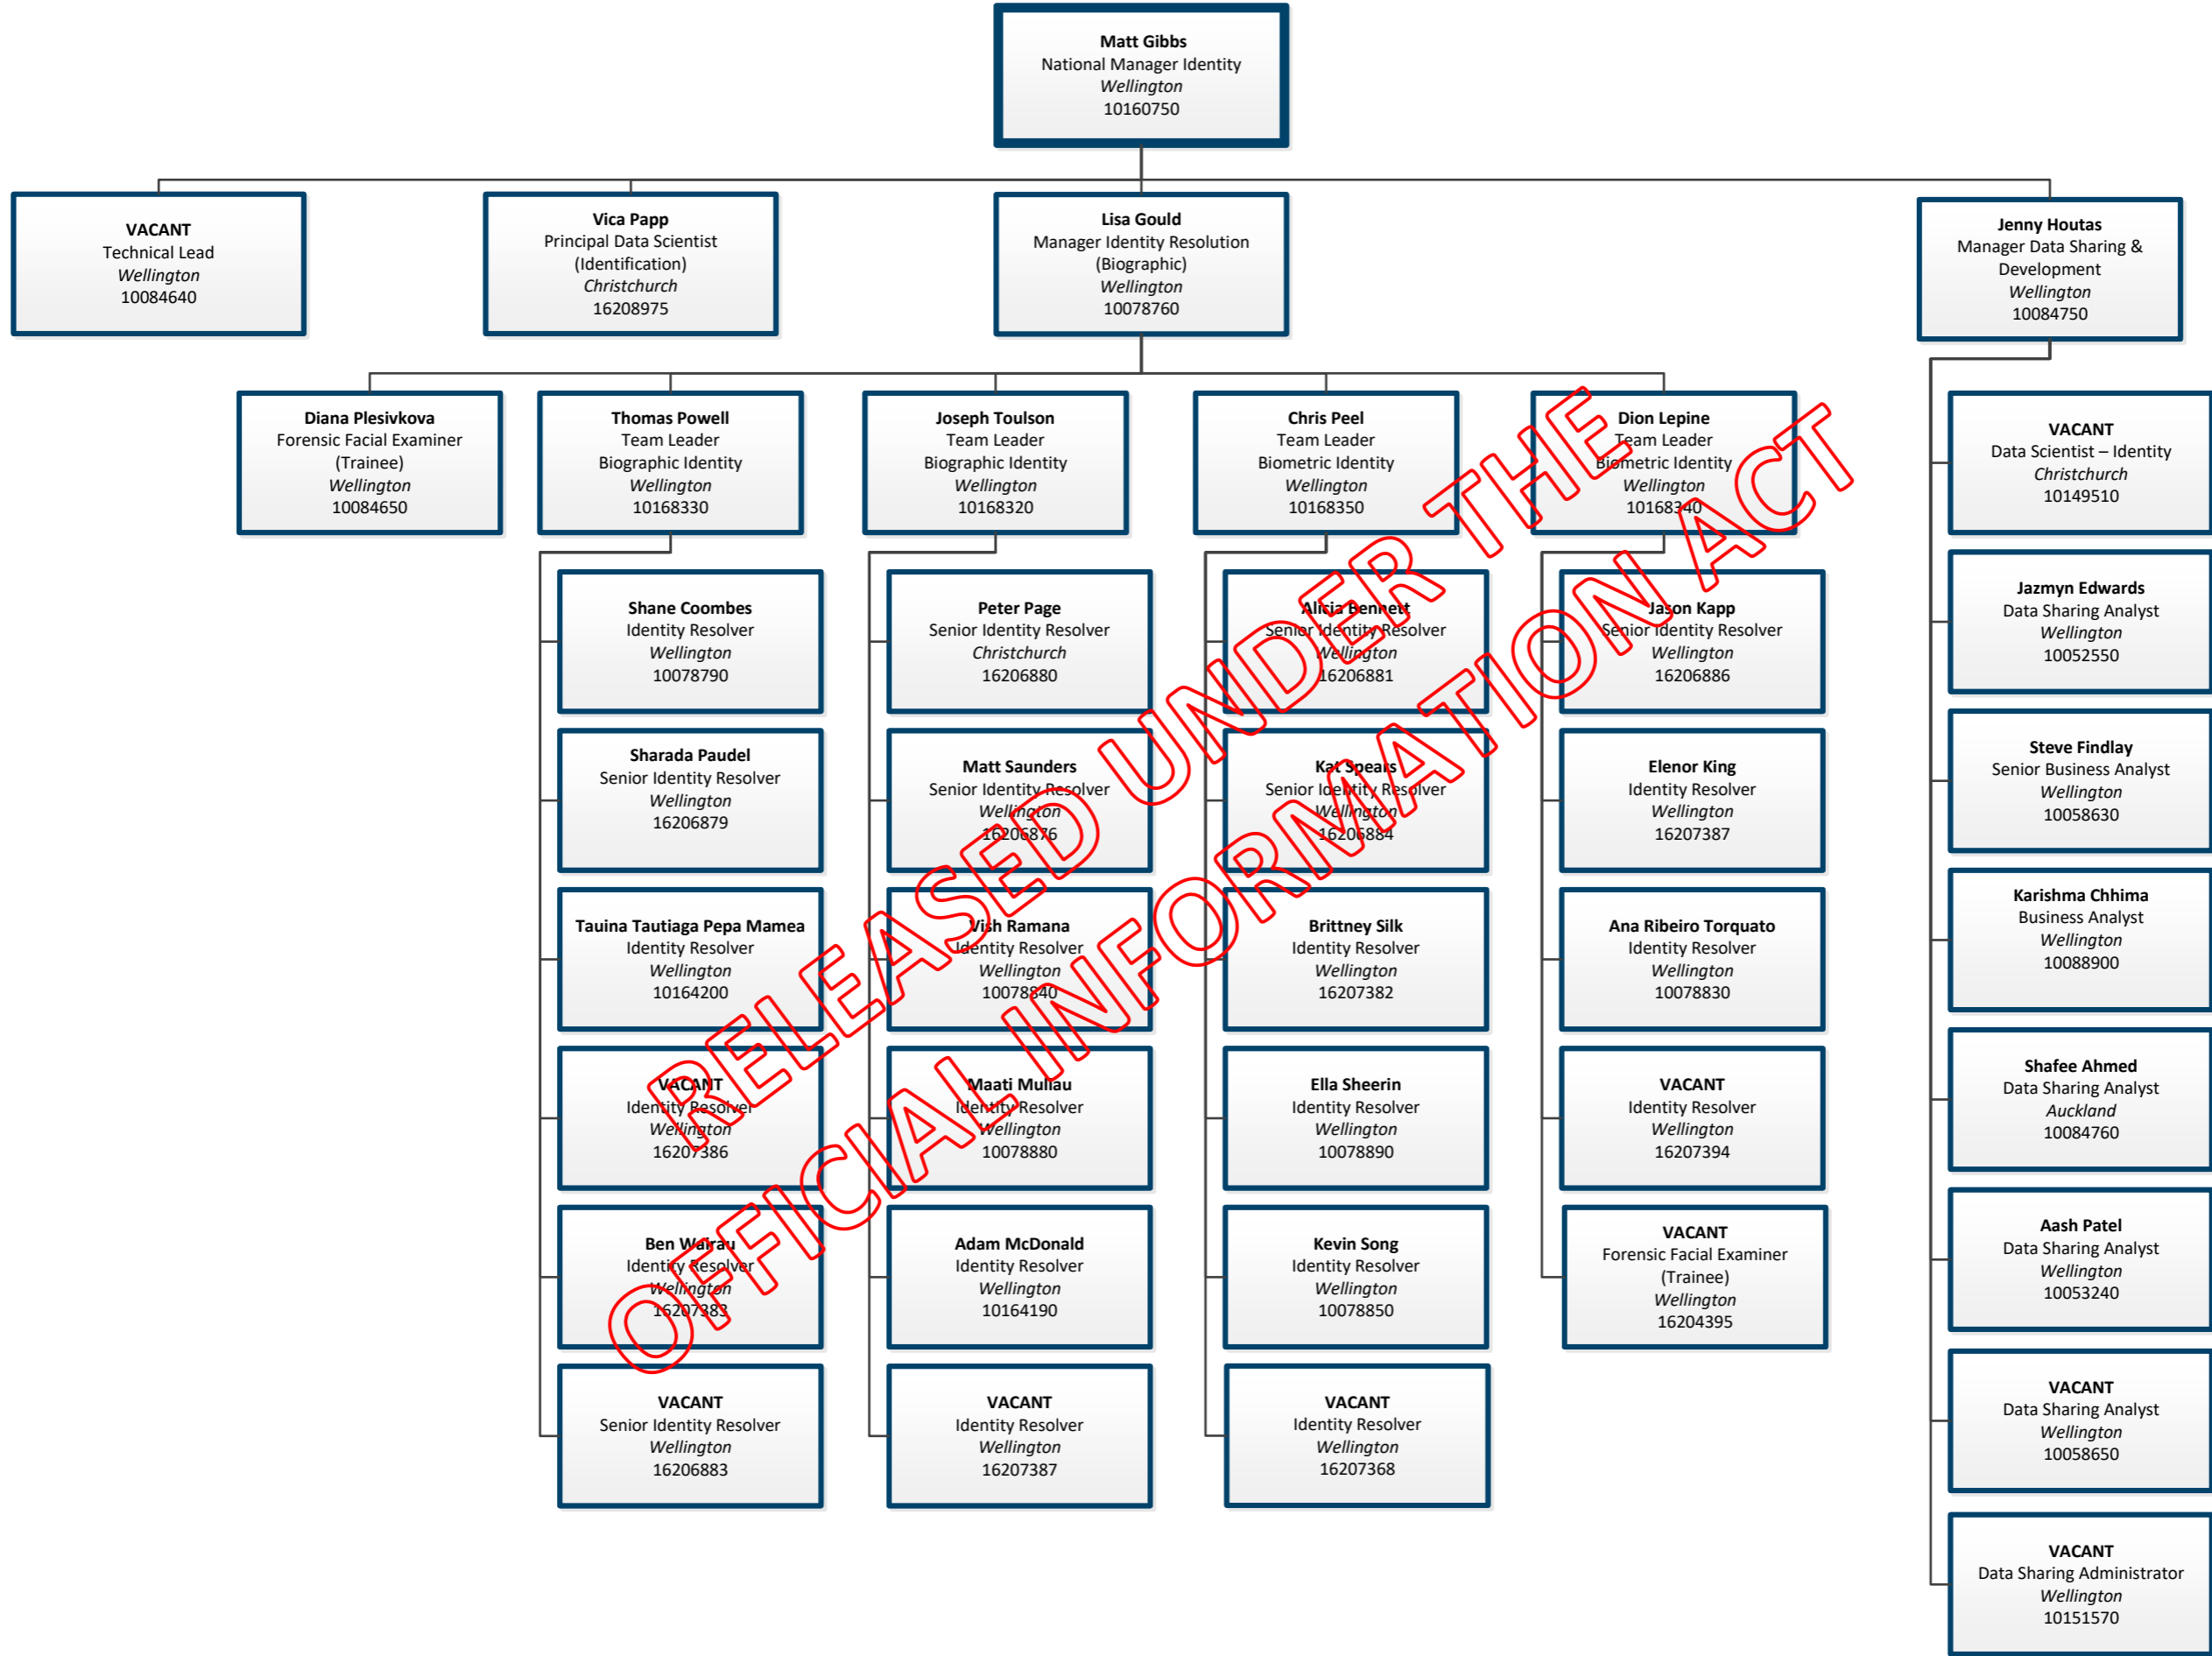 Matt Gibbs
National Manager Identity
Wellington
10160750
VACANT
Technical Lead
Wellington
10084640
Vica Papp
Principal Data Scientist
(Identification)
Christchurch
16208975
Lisa Gould
Manager Identity Resolution
(Biographic)
Wellington
10078760
Jenny Houtas
Manager Data Sharing &
Development
Wellington
10084750
Diana Plesivkova
Forensic Facial Examiner
(Trainee)
Wellington
10084650
Thomas Powell
Team Leader
Biographic Identity
Wellington
10168330
Joseph Toulson
Team Leader
Biographic Identity
Wellington
10168320
Chris Peel
Team Leader
Biometric Identity
Wellington
10168350
Dion Lepine
Team Leader
Biometric Identity
Wellington
10168340
Shane Coombes
Identity Resolver
Wellington
10078790
Sharada Paudel
Senior Identity Resolver
Wellington
16206879
Tauina Tautiaga Pepa Mamea
Identity Resolver
Wellington
10164200
VACANT
Identity Resolver
Wellington
16207386
Ben Wairau
Identity Resolver
Wellington
16207383
VACANT
Senior Identity Resolver
Wellington
16206883
Peter Page
Senior Identity Resolver
Christchurch
16206880
Matt Saunders
Senior Identity Resolver
Wellington
16206876
Vish Ramana
Identity Resolver
Wellington
10078840
Maati Muliau
Identity Resolver
Wellington
10078880
Adam McDonald
Identity Resolver
Wellington
10164190
VACANT
Identity Resolver
Wellington
16207387
Alicia Bennett
Senior Identity Resolver
Wellington
16206881
Kat Spears
Senior Identity Resolver
Wellington
16206884
Brittney Silk
Identity Resolver
Wellington
16207382
Ella Sheerin
Identity Resolver
Wellington
10078890
Kevin Song
Identity Resolver
Wellington
10078850
VACANT
Identity Resolver
Wellington
16207368
Jason Kapp
Senior Identity Resolver
Wellington
16206886
Elenor King
Identity Resolver
Wellington
16207387
Ana Ribeiro Torquato
Identity Resolver
Wellington
10078830
VACANT
Identity Resolver
Wellington
16207394
VACANT
Forensic Facial Examiner
(Trainee)
Wellington
16204395
VACANT
Data Scientist – Identity
Christchurch
10149510
Jazmyn Edwards
Data Sharing Analyst
Wellington
10052550
Steve Findlay
Senior Business Analyst
Wellington
10058630
Karishma Chhima
Business Analyst
Wellington
10088900
Shafee Ahmed
Data Sharing Analyst
Auckland
10084760
Aash Patel
Data Sharing Analyst
Wellington
10053240
VACANT
Data Sharing Analyst
Wellington
10058650
VACANT
Data Sharing Administrator
Wellington
10151570
RELEASED UNDER THE
OFFICIAL INFORMATION ACT